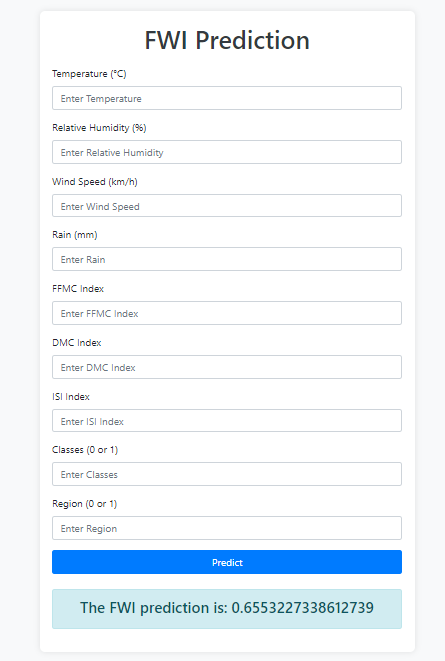 FWI Prediction
Temperature (°C)
Enter Temperature
Relative Humidity (%)
Enter Relative Humidity
Wind Speed (km/h)
Enter Wind Speed
Rain (mm)
Enter Rain
FFMC Index
Enter FFMC Index
DMC Index
Enter DMC Index
ISI Index
Enter ISI Index
Classes (0 or 1)
Enter Classes
Region (0 or 1)
Enter Region
Predict
The FWI prediction is: 0.6553227338612739